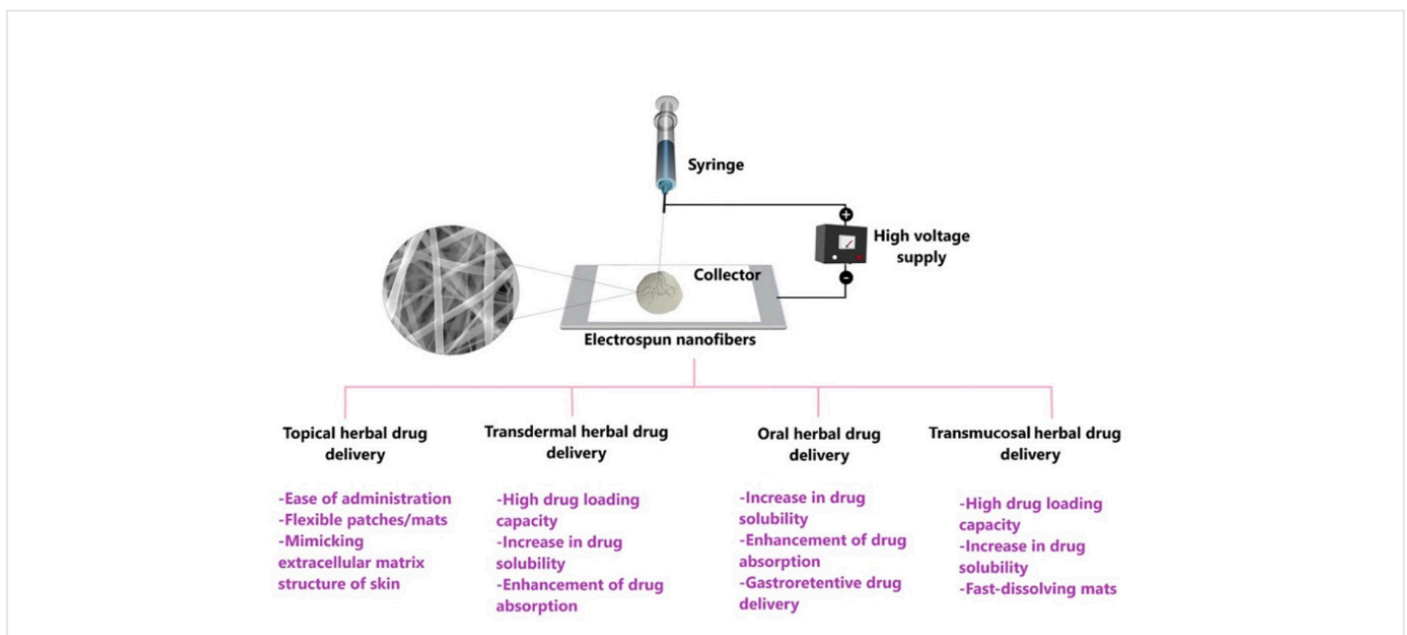 Syringe
+
High voltage
supply
-
Collector
Electrospun nanofibers
Topical herbal drug
delivery
-Ease of administration
-Flexible patches/mats
-Mimicking
extracellular matrix
structure of skin
Transdermal herbal drug
delivery
-High drug loading
capacity
-Increase in drug
solubility
-Enhancement of drug
absorption
Oral herbal drug
delivery
-Increase in drug
solubility
-Enhancement of drug
absorption
-Gastroretentive drug
delivery
Transmucosal herbal drug
delivery
-High drug loading
capacity
-Increase in drug
solubility
-Fast-dissolving mats